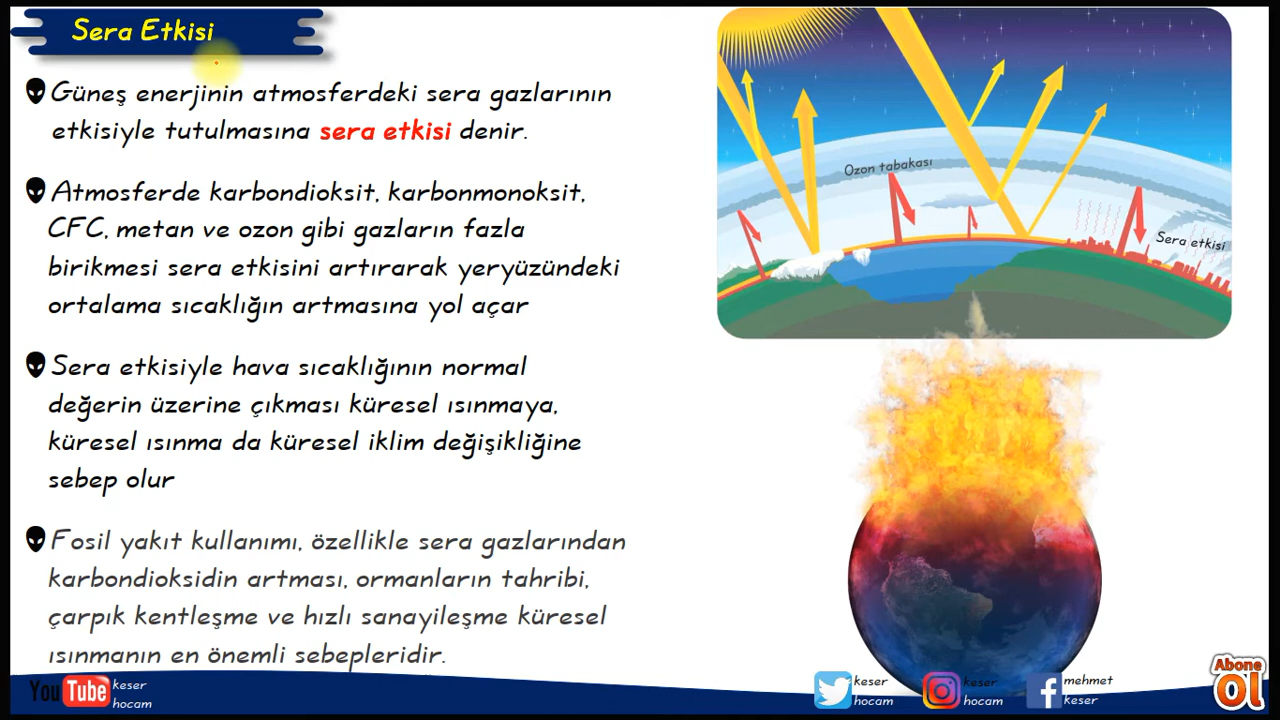 Sera Etkisi
Güneş enerjinin atmosferdeki sera gazlarının
etkisiyle tutulmasına sera etkisi denir.
Atmosferde karbondioksit, karbonmonoksit,
CFC, metan ve ozon gibi gazların fazla
birikmesi sera etkisini artırarak yeryüzündeki
ortalama sıcaklığın artmasına yol açar
Sera etkisiyle hava sıcaklığının normal
değerin üzerine çıkması küresel ısınmaya,
küresel ısınma da küresel iklim değişikliğine
sebep olur
Fosil yakıt kullanımı, özellikle sera gazlarından
karbondioksidin artması, ormanların tahribi,
çarpık kentleşme ve hızlı sanayileşme küresel
ısınmanın en önemli sebepleridir.
Ozon tabakası
Sera etkisi
YouTube
keser
hocam
keser
hocam
keser
hocam
mehmet
keser
Abone
ol